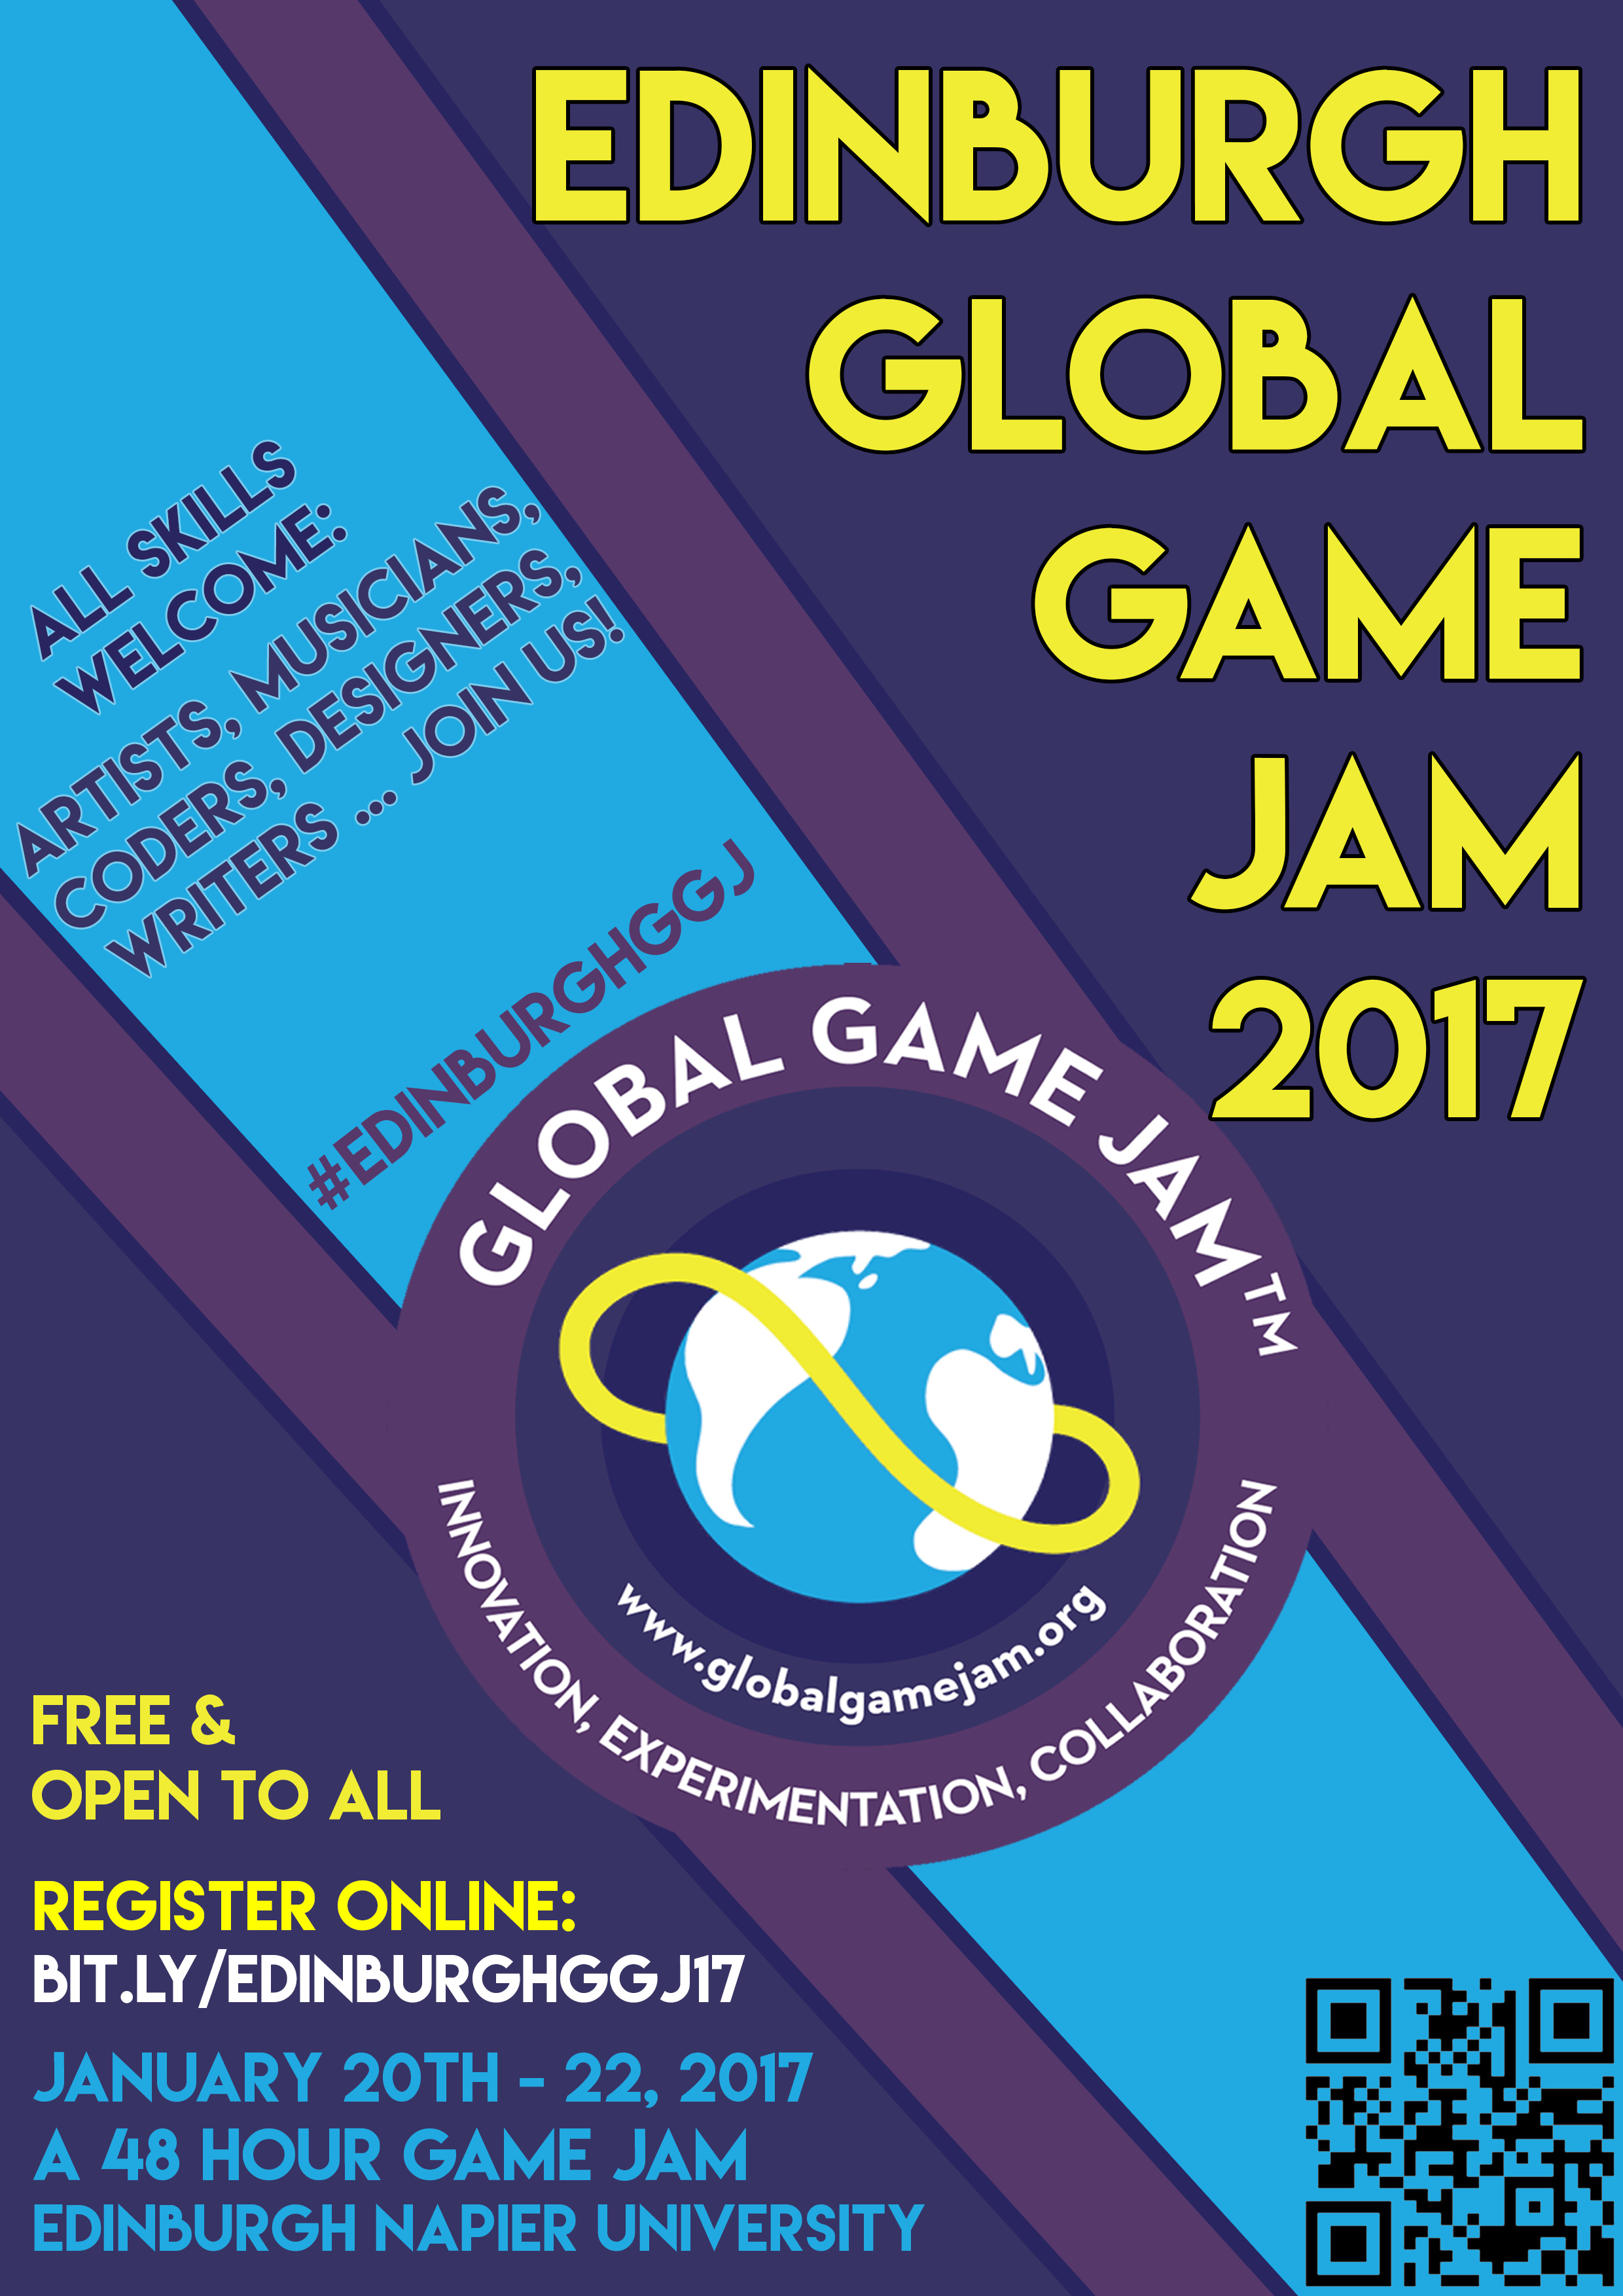 EDINBURGH
GLOBAL
GAME
JAM
2017
ALL SKILLS
WELCOME:
ARTISTS, MUSICIANS,
CODERS, DESIGNERS,
WRITERS ... JOIN US!
#EDINBURGHGGJ
GLOBAL GAME JAM™
www.globalgamejam.org
INNOVATION, EXPERIMENTATION, COLLABORATION
FREE &
OPEN TO ALL
REGISTER ONLINE:
BIT.LY/EDINBURGHGGJ17
JANUARY 20TH - 22, 2017
A 48 HOUR GAME JAM
EDINBURGH NAPIER UNIVERSITY